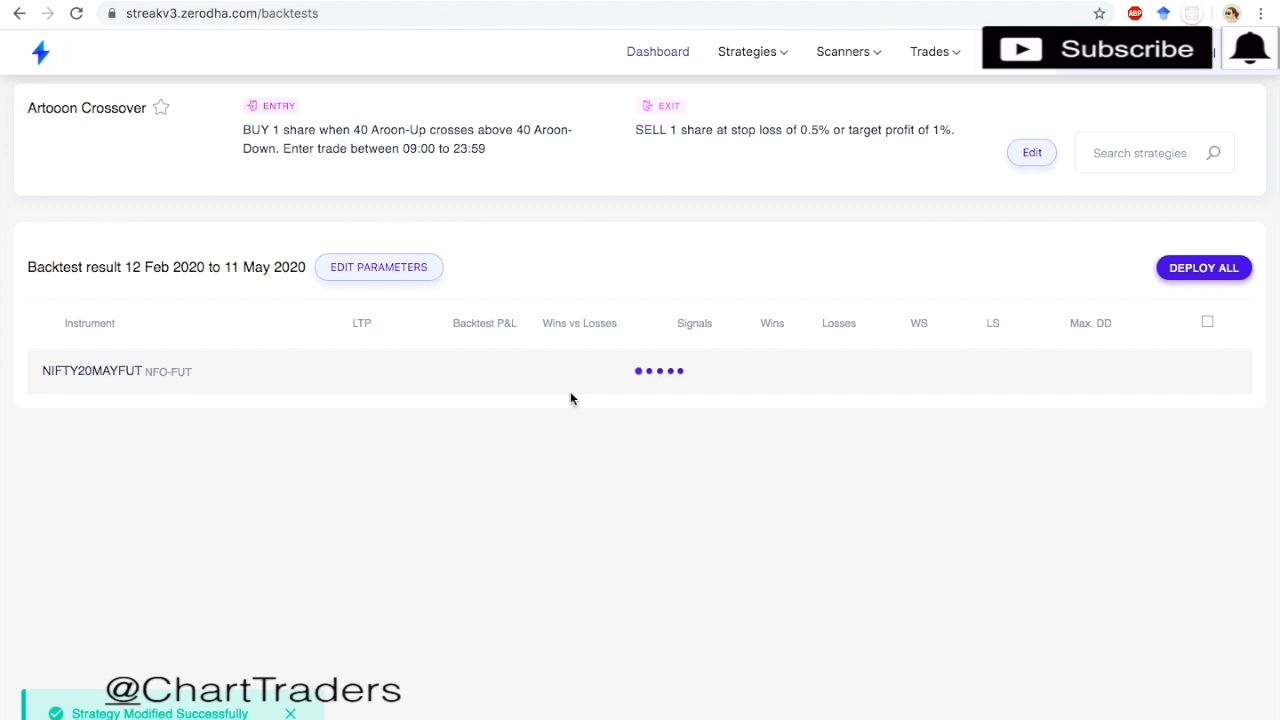 streakv3.zerodha.com/backtests
ABP
Dashboard Strategies Scanners Trades
Subscribe
Artooon Crossover
ENTRY
BUY 1 share when 40 Aroon-Up crosses above 40 Aroon-
Down. Enter trade between 09:00 to 23:59
EXIT
SELL 1 share at stop loss of 0.5% or target profit of 1%.
Edit
Search strategies
Backtest result 12 Feb 2020 to 11 May 2020
EDIT PARAMETERS
DEPLOY ALL
Instrument LTP Backtest P&L Wins vs Losses Signals Wins Losses WS LS Max. DD
NIFTY20MAYFUT NFO-FUT
@ChartTraders
Strategy Modified Successfully